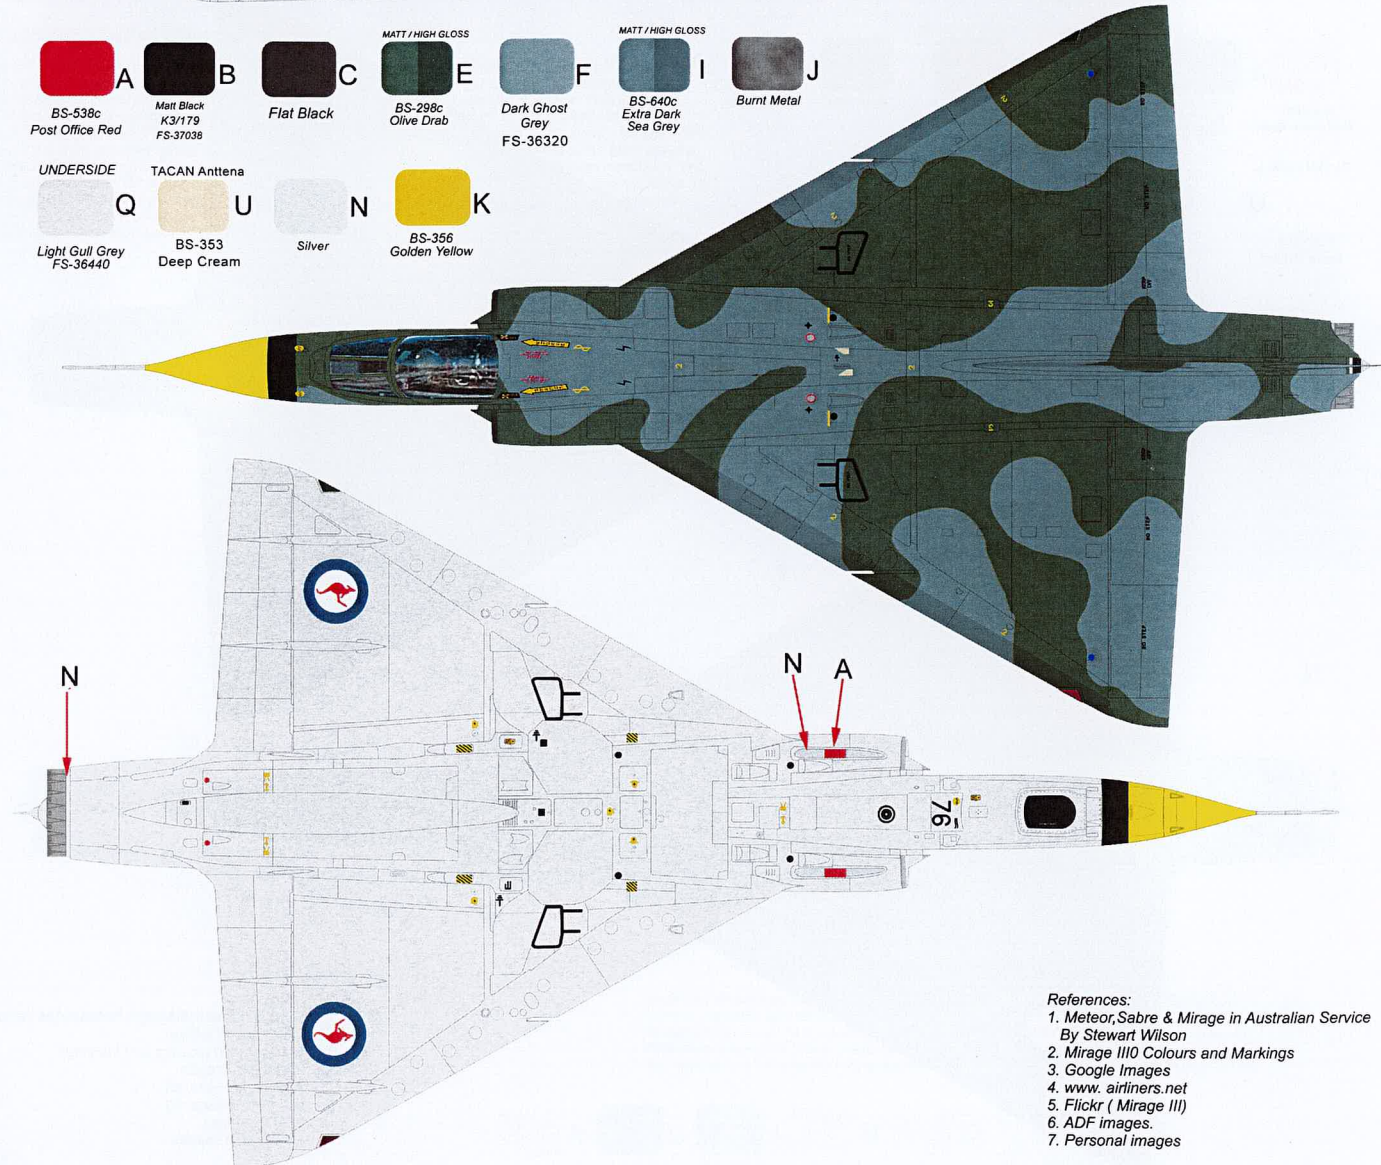 MATT / HIGH GLOSS
MATT / HIGH GLOSS
A
B
C
E
F
I
J
BS-538c
Post Office Red
Matt Black
K3/179
FS-37038
Flat Black
BS-298c
Olive Drab
Dark Ghost
Grey
FS-36320
BS-640c
Extra Dark
Sea Grey
Burnt Metal
UNDERSIDE
TACAN Anttena
Q
U
N
K
Light Gull Grey
FS-36440
BS-353
Deep Cream
Silver
BS-356
Golden Yellow
N
N
A
76
References:
1. Meteor,Sabre & Mirage in Australian Service
By Stewart Wilson
2. Mirage III0 Colours and Markings
3. Google Images
4. www. airliners.net
5. Flickr ( Mirage III)
6. ADF images.
7. Personal images